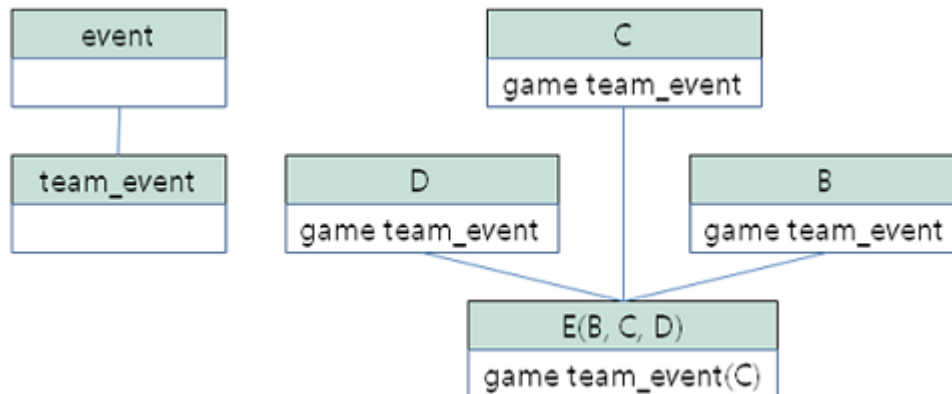 event
team_event
C
game team_event
D
game team_event
B
game team_event
E(B, C, D)
game team_event(C)